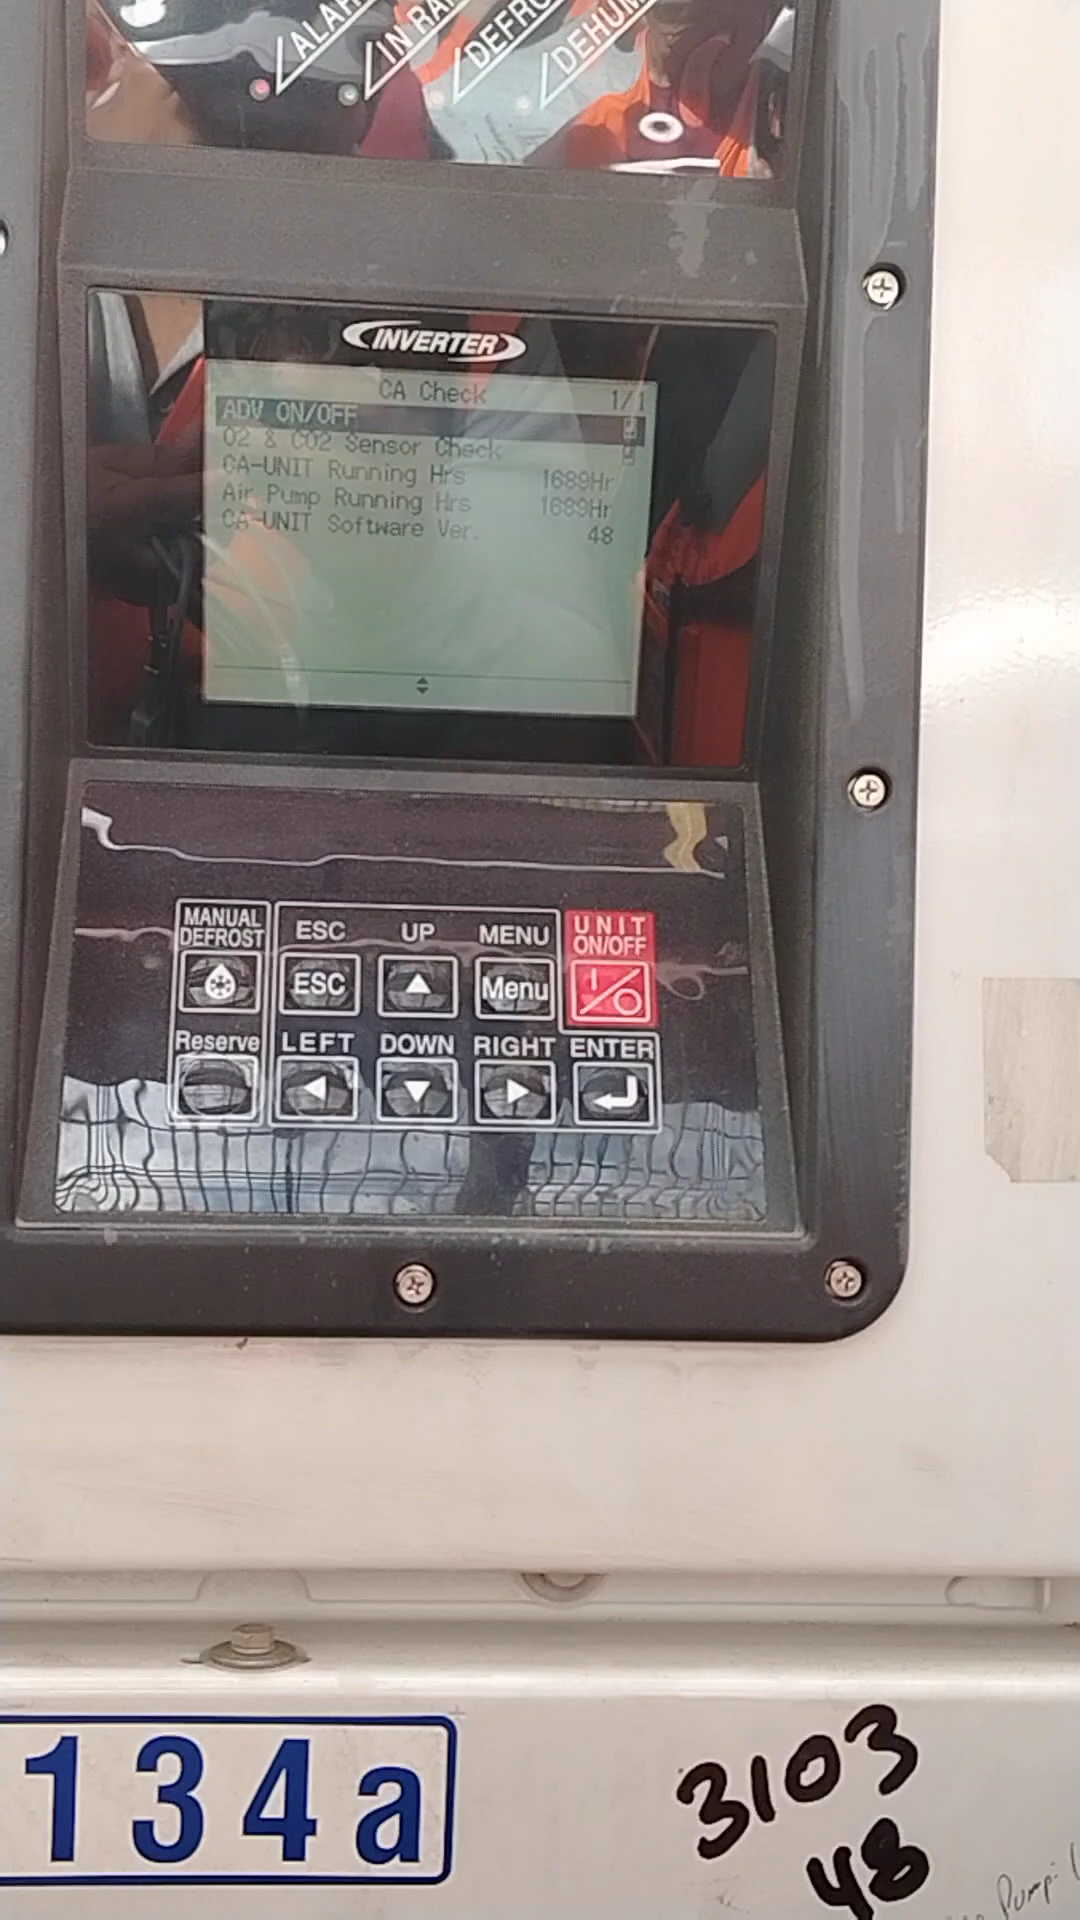 ALAR
IN RA
DEFRO
DEHUM
INVERTER
CA Check 1/1
ADV ON/OFF
O2 & CO2 Sensor Check
CA-UNIT Running Hrs 1689Hr
Air Pump Running Hrs 1689Hr
CA-UNIT Software Ver. 48
MANUAL DEFROST
ESC
UP
MENU
UNIT ON/OFF
ESC
Menu
I/O
Reserve
LEFT
DOWN
RIGHT
ENTER
134a
3103
48
Pump: